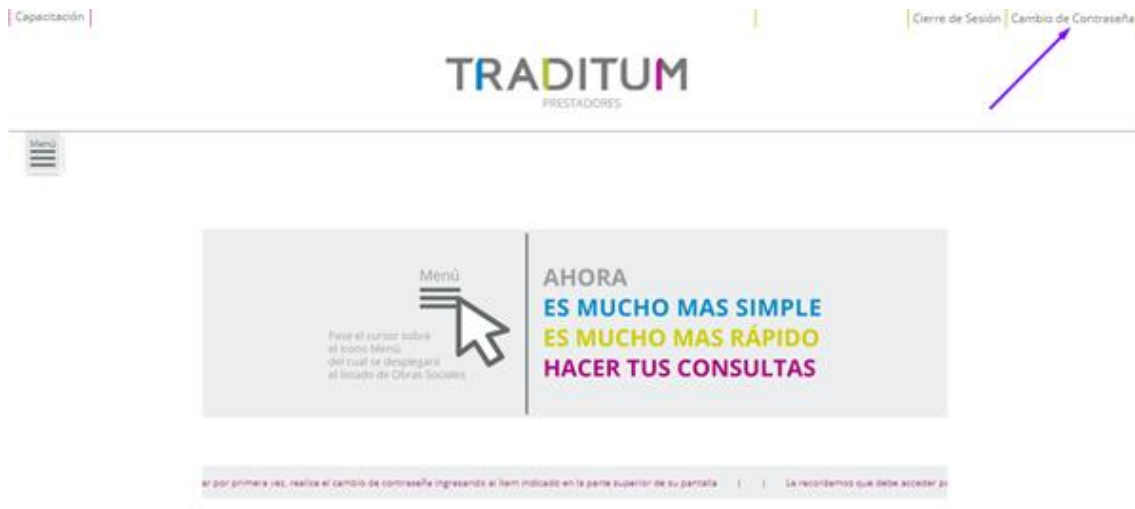 Capacitación
Cierre de Sesión
Cambio de Contraseña
TRADITUM
PRESTADORES
Menú
Menú
Pase el cursor sobre
el icono Menú,
del cual se desplegará
el listado de Obras Sociales
AHORA
ES MUCHO MAS SIMPLE
ES MUCHO MAS RÁPIDO
HACER TUS CONSULTAS
er por primera vez, realice el cambio de contraseña ingresando al item indicado en la parte superior de su pantalla | | Le recordamos que debe acceder p